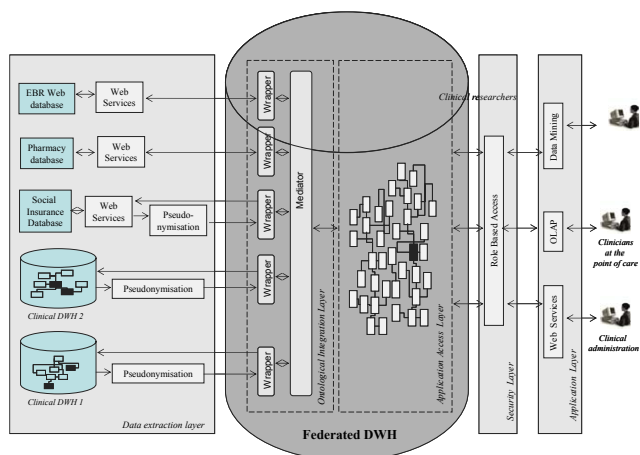 EBR Web
database
Web
Services
Pharmacy
database
Web
Services
Social
Insurance
Database
Web
Services
Pseudo-
nymisation
Clinical DWH 2
Pseudonymisation
Clinical DWH 1
Pseudonymisation
Data extraction layer
Wrapper
Wrapper
Wrapper
Wrapper
Wrapper
Mediator
Ontological Integration Layer
Clinical researchers
Application Access Layer
Federated DWH
Role Based Access
Security Layer
Data Mining
OLAP
Web Services
Application Layer
Clinicians
at the
point of care
Clinical
administration